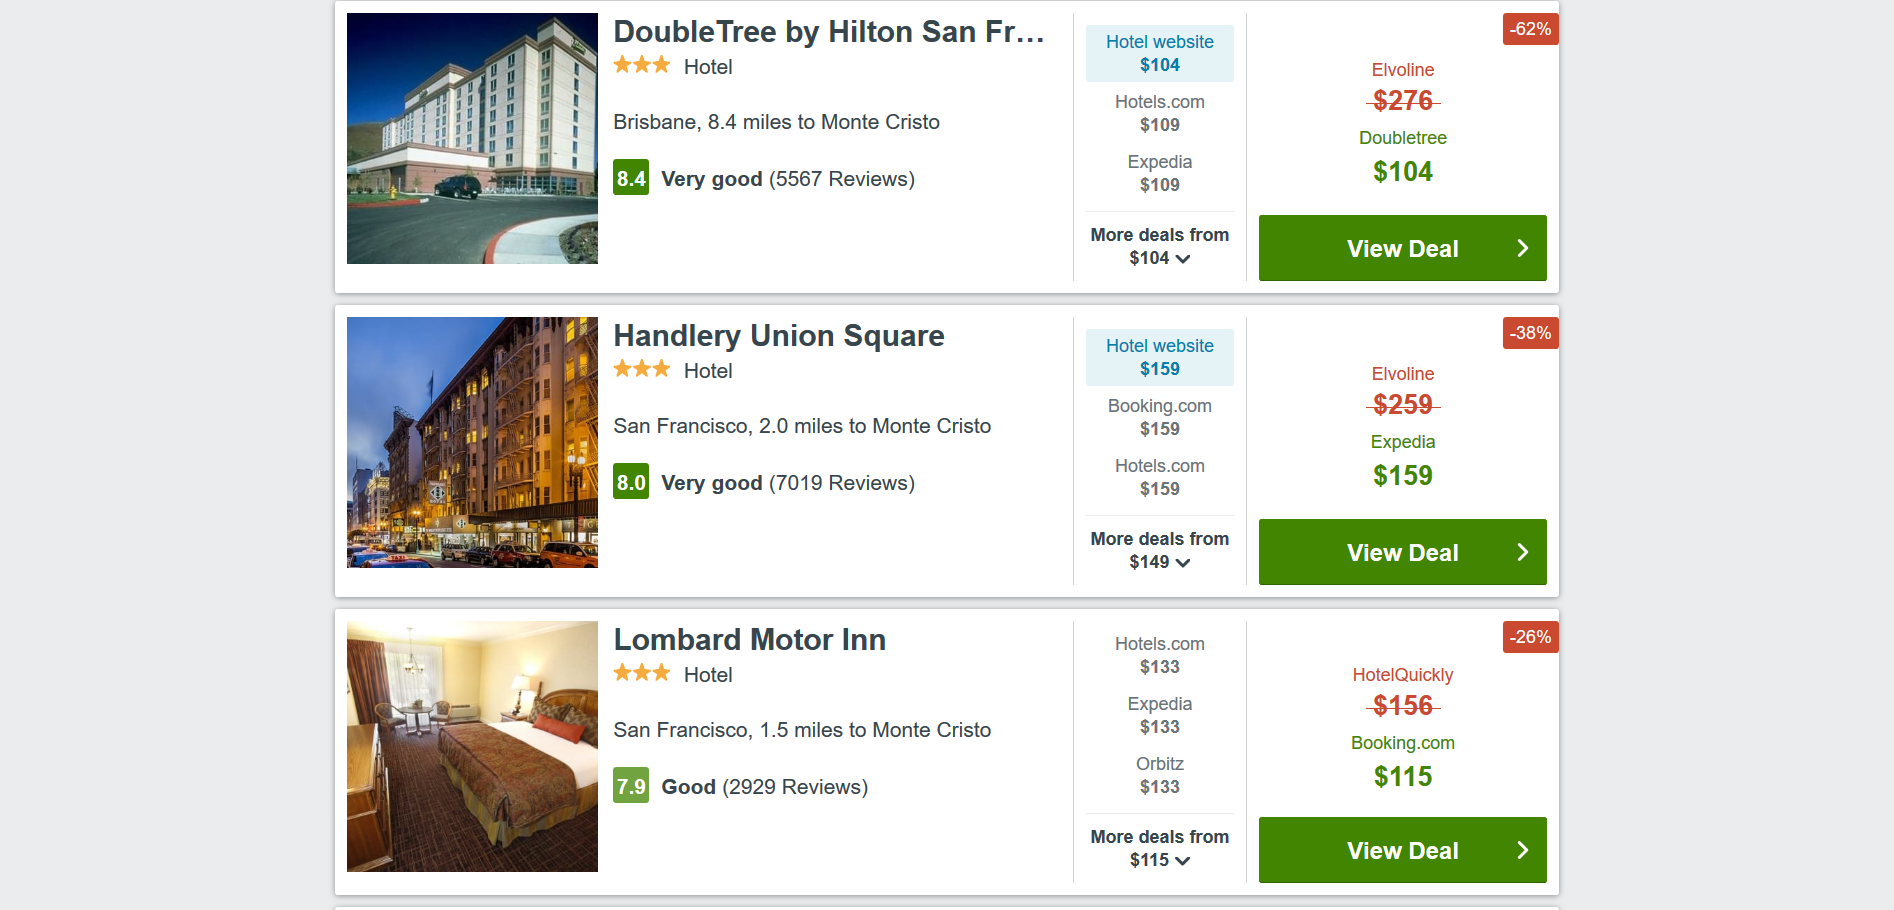 DoubleTree by Hilton San Fr...
Hotel
Brisbane, 8.4 miles to Monte Cristo
8.4 Very good (5567 Reviews)
Hotel website
$104
Hotels.com
$109
Expedia
$109
More deals from
$104
-62%
Elvoline
$276
Doubletree
$104
View Deal
Handlery Union Square
Hotel
San Francisco, 2.0 miles to Monte Cristo
8.0 Very good (7019 Reviews)
Hotel website
$159
Booking.com
$159
Hotels.com
$159
More deals from
$149
-38%
Elvoline
$259
Expedia
$159
View Deal
Lombard Motor Inn
Hotel
San Francisco, 1.5 miles to Monte Cristo
7.9 Good (2929 Reviews)
Hotels.com
$133
Expedia
$133
Orbitz
$133
More deals from
$115
-26%
HotelQuickly
$156
Booking.com
$115
View Deal